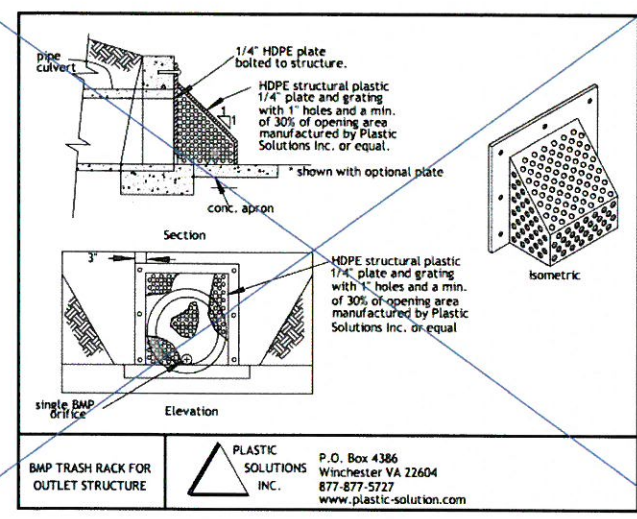 pipe
culvert
1/4" HDPE plate
bolted to structure.
HDPE structural plastic
1/4" plate and grating
with 1" holes and a min.
of 30% of opening area
manufactured by Plastic
Solutions Inc. or equal.
1
1
* shown with optional plate
conc. apron
Section
Isometric
3"
HDPE structural plastic
1/4" plate and grating
with 1" holes and a min.
of 30% of opening area
manufactured by Plastic
Solutions Inc. or equal
single BMP
orifice
Elevation
BMP TRASH RACK FOR
OUTLET STRUCTURE
PLASTIC
SOLUTIONS
INC.
P.O. Box 4386
Winchester VA 22604
877-877-5727
www.plastic-solution.com